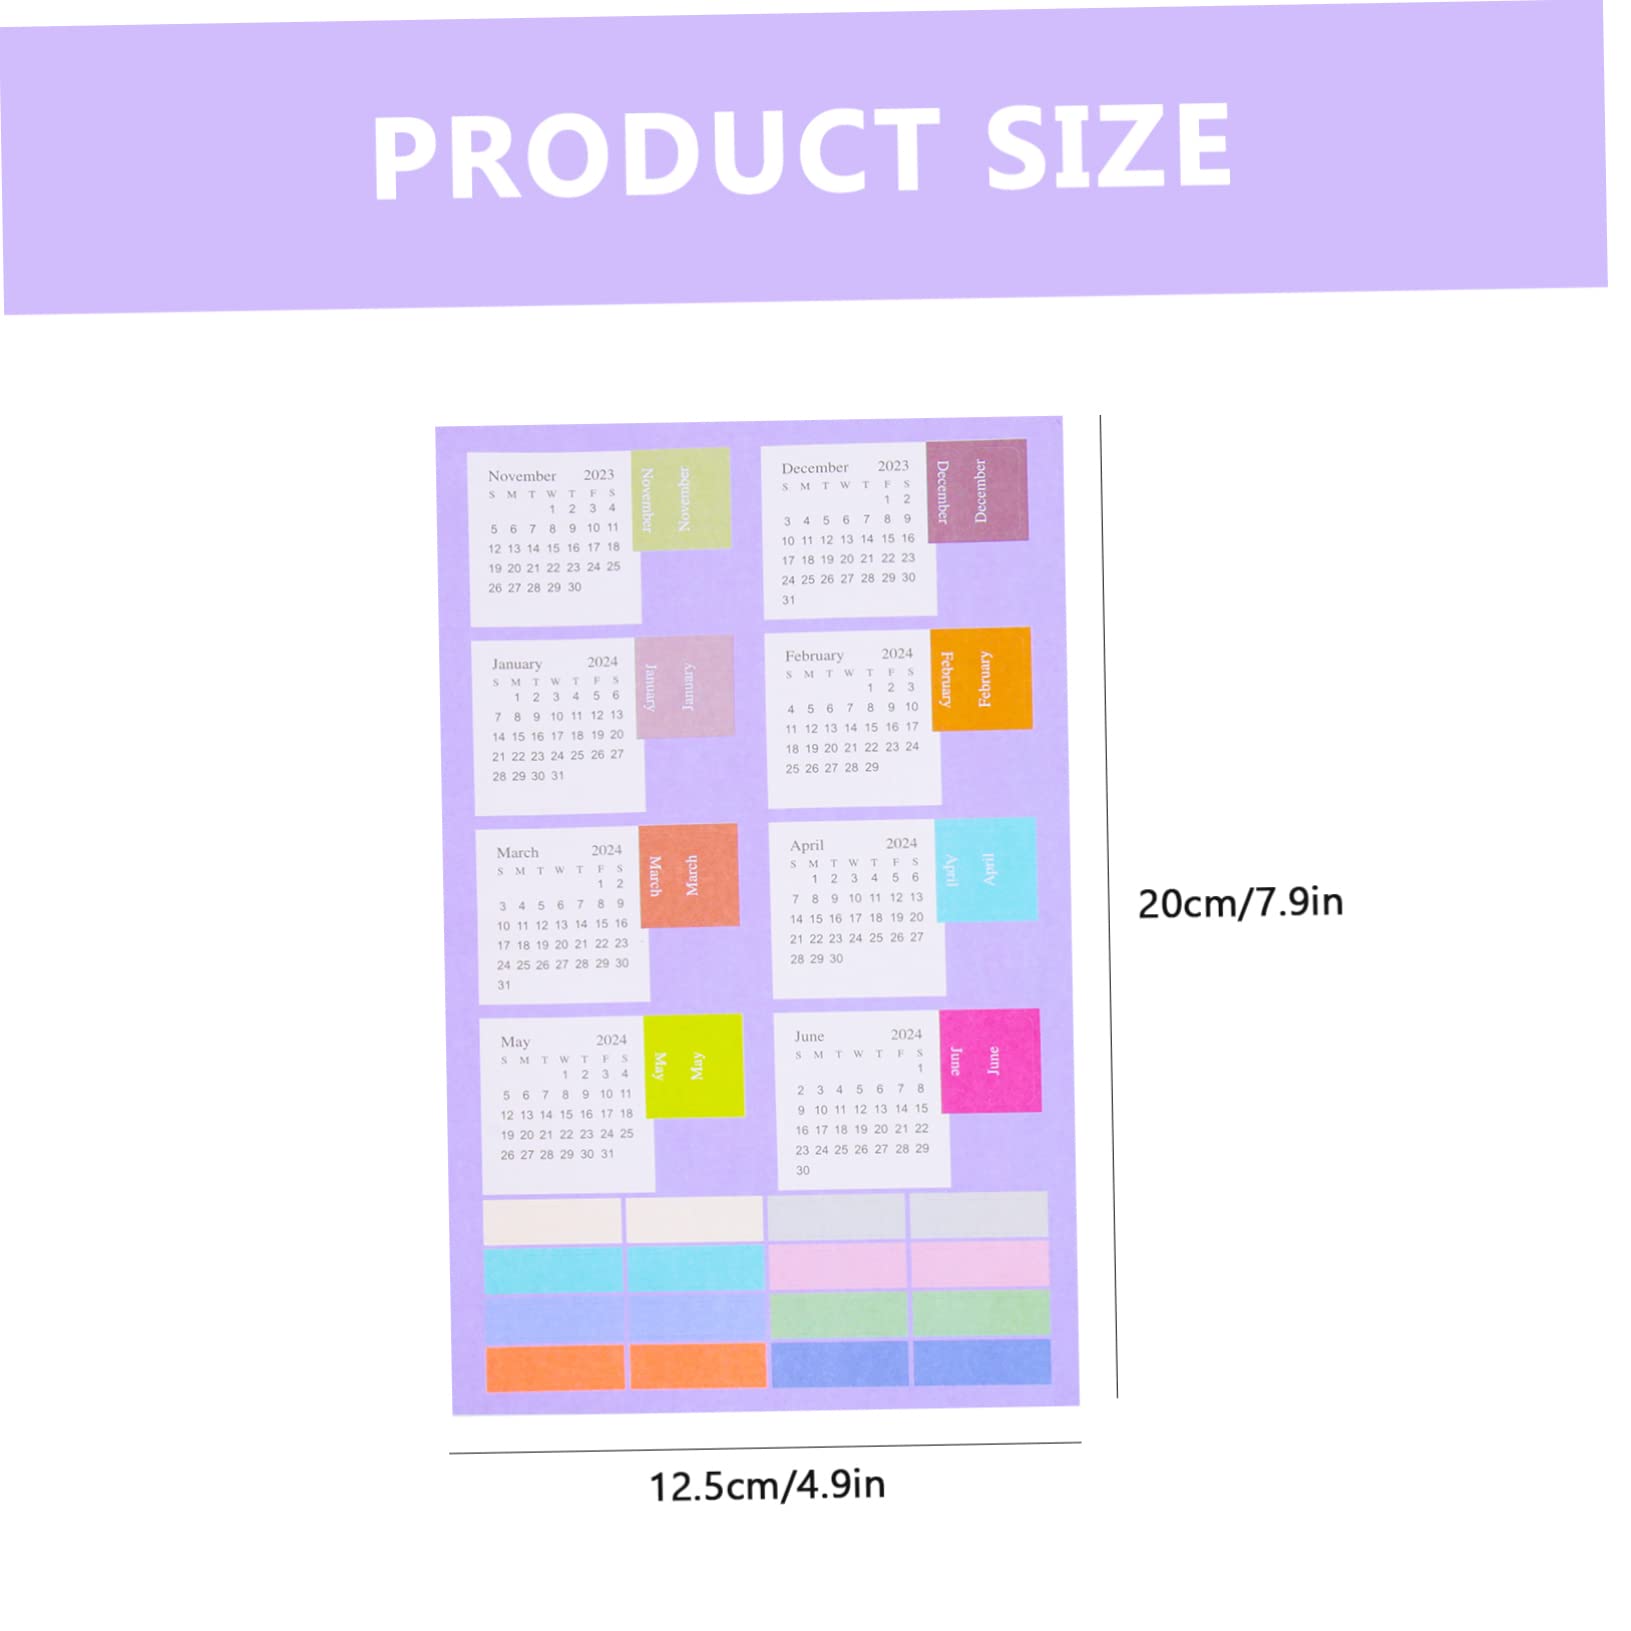 PRODUCT SIZE
November 2023
S M T W T F S
1 2 3 4
5 6 7 8 9 10 11
12 13 14 15 16 17 18
19 20 21 22 23 24 25
26 27 28 29 30
November
November
December 2023
S M T W T F S
1 2
3 4 5 6 7 8 9
10 11 12 13 14 15 16
17 18 19 20 21 22 23
24 25 26 27 28 29 30
31
December
December
January 2024
S M T W T F S
1 2 3 4 5 6
7 8 9 10 11 12 13
14 15 16 17 18 19 20
21 22 23 24 25 26 27
28 29 30 31
January
January
February 2024
S M T W T F S
1 2 3
4 5 6 7 8 9 10
11 12 13 14 15 16 17
18 19 20 21 22 23 24
25 26 27 28 29
February
February
March 2024
S M T W T F S
1 2
3 4 5 6 7 8 9
10 11 12 13 14 15 16
17 18 19 20 21 22 23
24 25 26 27 28 29 30
31
March
March
April 2024
S M T W T F S
1 2 3 4 5 6
7 8 9 10 11 12 13
14 15 16 17 18 19 20
21 22 23 24 25 26 27
28 29 30
April
April
May 2024
S M T W T F S
1 2 3 4
5 6 7 8 9 10 11
12 13 14 15 16 17 18
19 20 21 22 23 24 25
26 27 28 29 30 31
May
May
June 2024
S M T W T F S
1
2 3 4 5 6 7 8
9 10 11 12 13 14 15
16 17 18 19 20 21 22
23 24 25 26 27 28 29
30
June
June
20cm/7.9in
12.5cm/4.9in